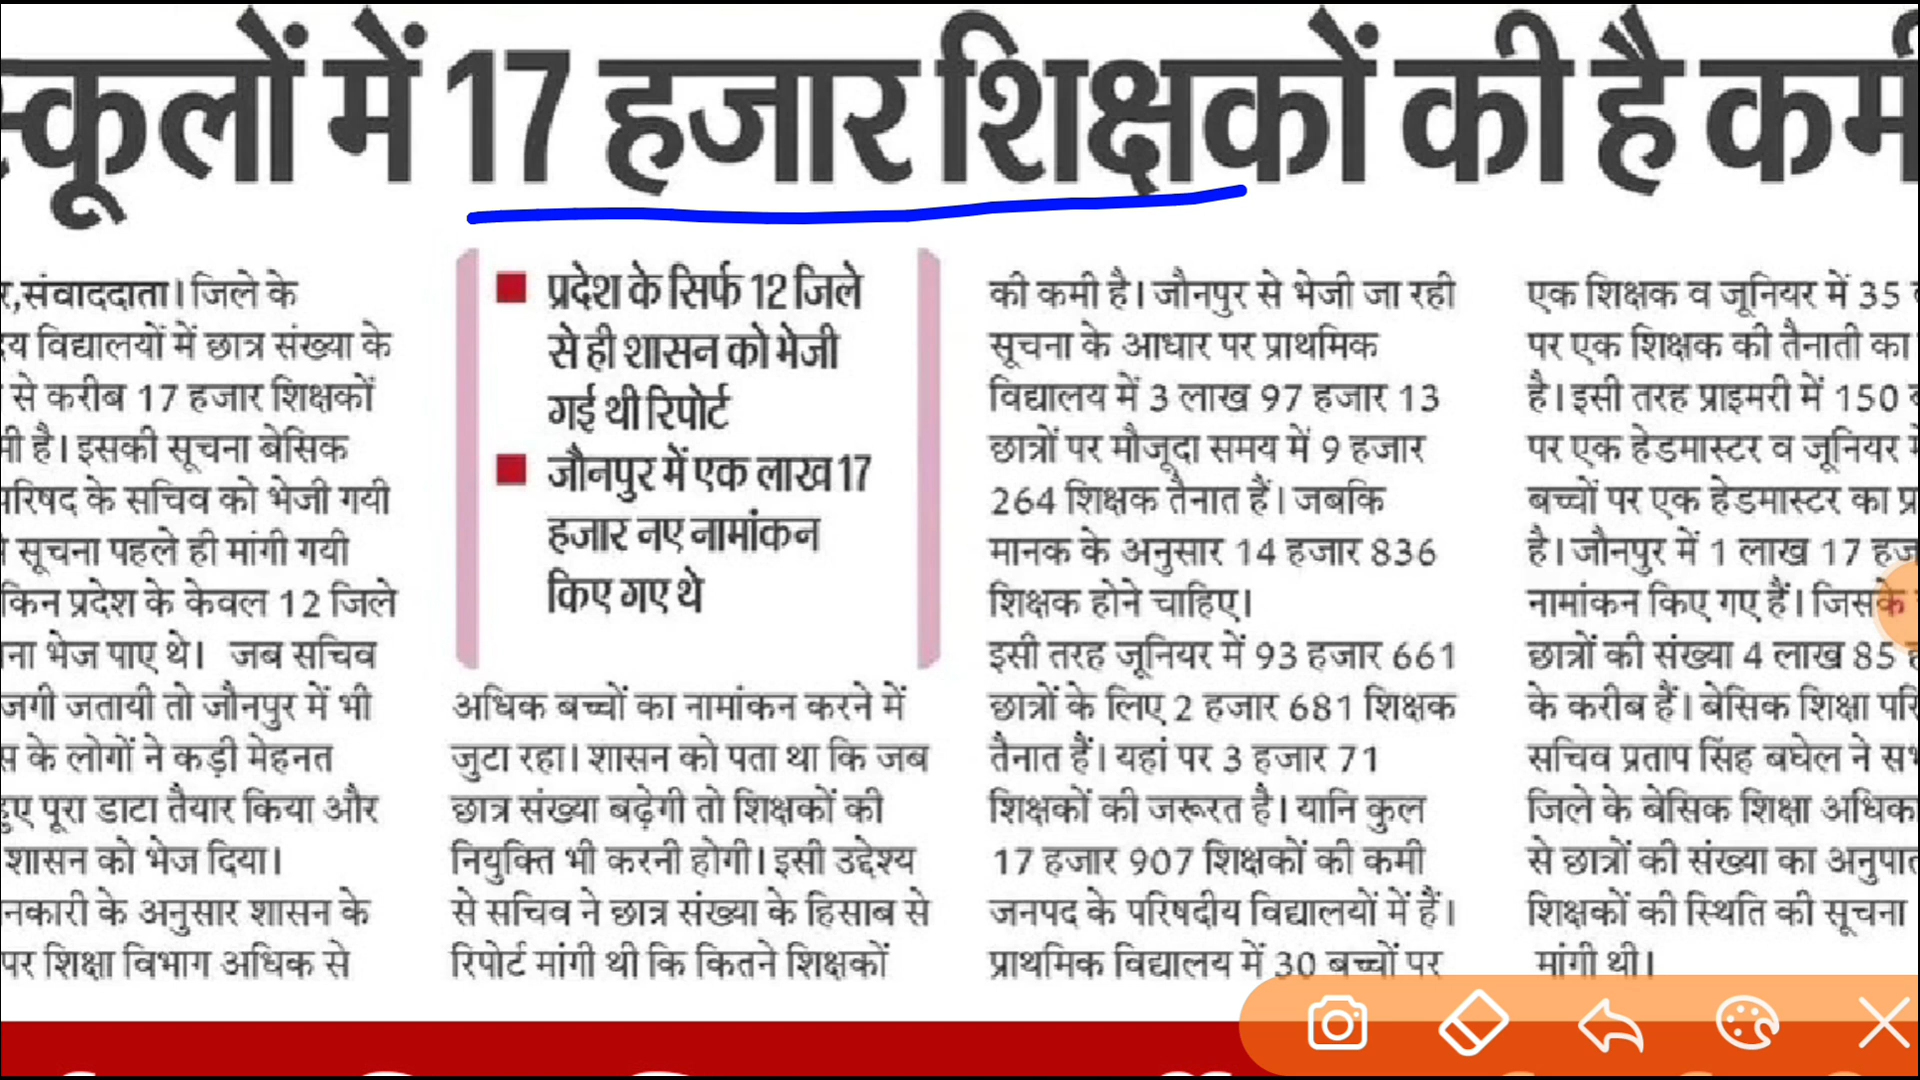 स्कूलों में 17 हजार शिक्षकों की है कमी
संवाददाता। जिले के
विद्यालयों में छात्र संख्या के
से करीब 17 हजार शिक्षकों
है। इसकी सूचना बेसिक
के सचिव को भेजी गयी
सूचना पहले ही मांगी गयी
प्रदेश के केवल 12 जिले
भेज पाए थे। जब सचिव
जतायी तो जौनपुर में भी
के लोगों ने कड़ी मेहनत
पूरा डाटा तैयार किया और
शासन को भेज दिया।
के अनुसार शासन के
पर शिक्षा विभाग अधिक से
प्रदेश के सिर्फ 12 जिले
से ही शासन को भेजी
गई थी रिपोर्ट
जौनपुर में एक लाख 17
हजार नए नामांकन
किए गए थे
अधिक बच्चों का नामांकन करने में
जुटा रहा। शासन को पता था कि जब
छात्र संख्या बढ़ेगी तो शिक्षकों की
नियुक्ति भी करनी होगी। इसी उद्देश्य
से सचिव ने छात्र संख्या के हिसाब से
रिपोर्ट मांगी थी कि कितने शिक्षकों
की कमी है। जौनपुर से भेजी जा रही
सूचना के आधार पर प्राथमिक
विद्यालय में 3 लाख 97 हजार 13
छात्रों पर मौजूदा समय में 9 हजार
264 शिक्षक तैनात हैं। जबकि
मानक के अनुसार 14 हजार 836
शिक्षक होने चाहिए।
इसी तरह जूनियर में 93 हजार 661
छात्रों के लिए 2 हजार 681 शिक्षक
तैनात हैं। यहां पर 3 हजार 71
शिक्षकों की जरूरत है। यानि कुल
17 हजार 907 शिक्षकों की कमी
जनपद के परिषदीय विद्यालयों में हैं।
प्राथमिक विद्यालय में 30 बच्चों पर
एक शिक्षक व जूनियर में 35
पर एक शिक्षक की तैनाती का
है। इसी तरह प्राइमरी में 150
पर एक हेडमास्टर व जूनियर
बच्चों पर एक हेडमास्टर का
है। जौनपुर में 1 लाख 17
नामांकन किए गए हैं। जिसके
छात्रों की संख्या 4 लाख 85
के करीब हैं। बेसिक शिक्षा
सचिव प्रताप सिंह बघेल ने
जिले के बेसिक शिक्षा
से छात्रों की संख्या का
शिक्षकों की स्थिति की सूचना
मांगी थी।